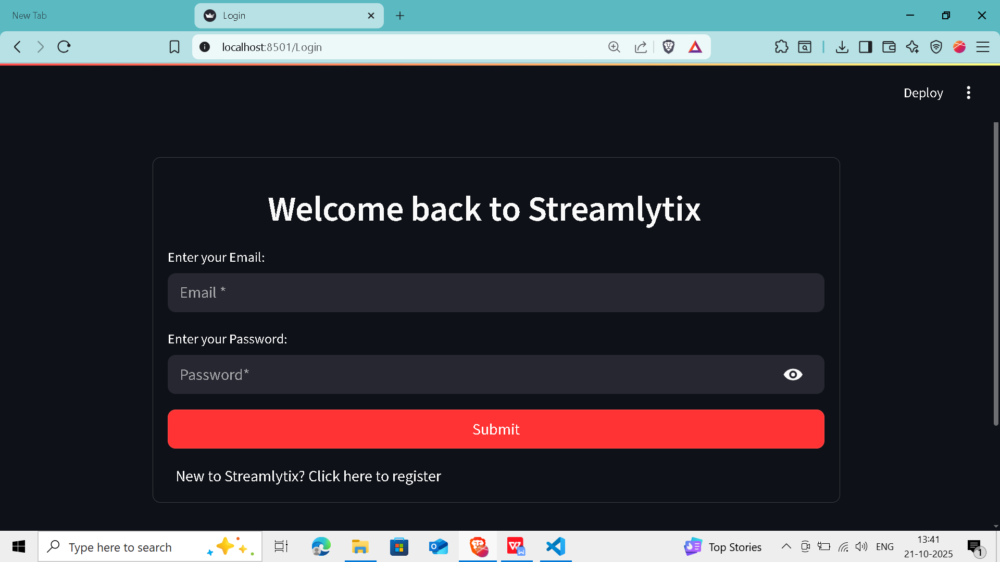 New Tab
Login
localhost:8501/Login
Deploy
Welcome back to Streamlytix
Enter your Email:
Email *
Enter your Password:
Password*
Submit
New to Streamlytix? Click here to register
Type here to search
Top Stories
ENG
13:41
21-10-2025
1